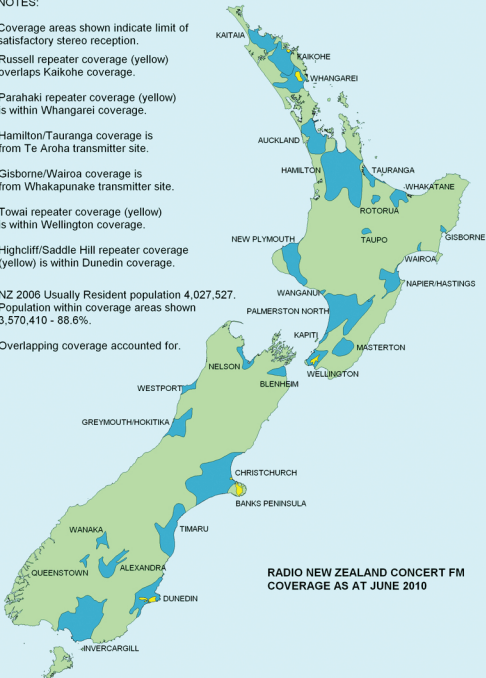 NOTES:
Coverage areas shown indicate limit of
satisfactory stereo reception.
Russell repeater coverage (yellow)
overlaps Kaikohe coverage.
Parahaki repeater coverage (yellow)
is within Whangarei coverage.
Hamilton/Tauranga coverage is
from Te Aroha transmitter site.
Gisborne/Wairoa coverage is
from Whakapunake transmitter site.
Towai repeater coverage (yellow)
is within Wellington coverage.
Highcliff/Saddle Hill repeater coverage
(yellow) is within Dunedin coverage.
NZ 2006 Usually Resident population 4,027,527.
Population within coverage areas shown
3,570,410 - 88.6%.
Overlapping coverage accounted for.
KAITAIA
KAIKOHE
WHANGAREI
AUCKLAND
HAMILTON
TAURANGA
WHAKATANE
ROTORUA
GISBORNE
NEW PLYMOUTH
TAUPO
WAIROA
NAPIER/HASTINGS
WANGANUI
PALMERSTON NORTH
KAPITI
MASTERTON
NELSON
WELLINGTON
BLENHEIM
WESTPORT
GREYMOUTH/HOKITIKA
CHRISTCHURCH
BANKS PENINSULA
TIMARU
WANAKA
QUEENSTOWN
ALEXANDRA
DUNEDIN
INVERCARGILL
RADIO NEW ZEALAND CONCERT FM
COVERAGE AS AT JUNE 2010